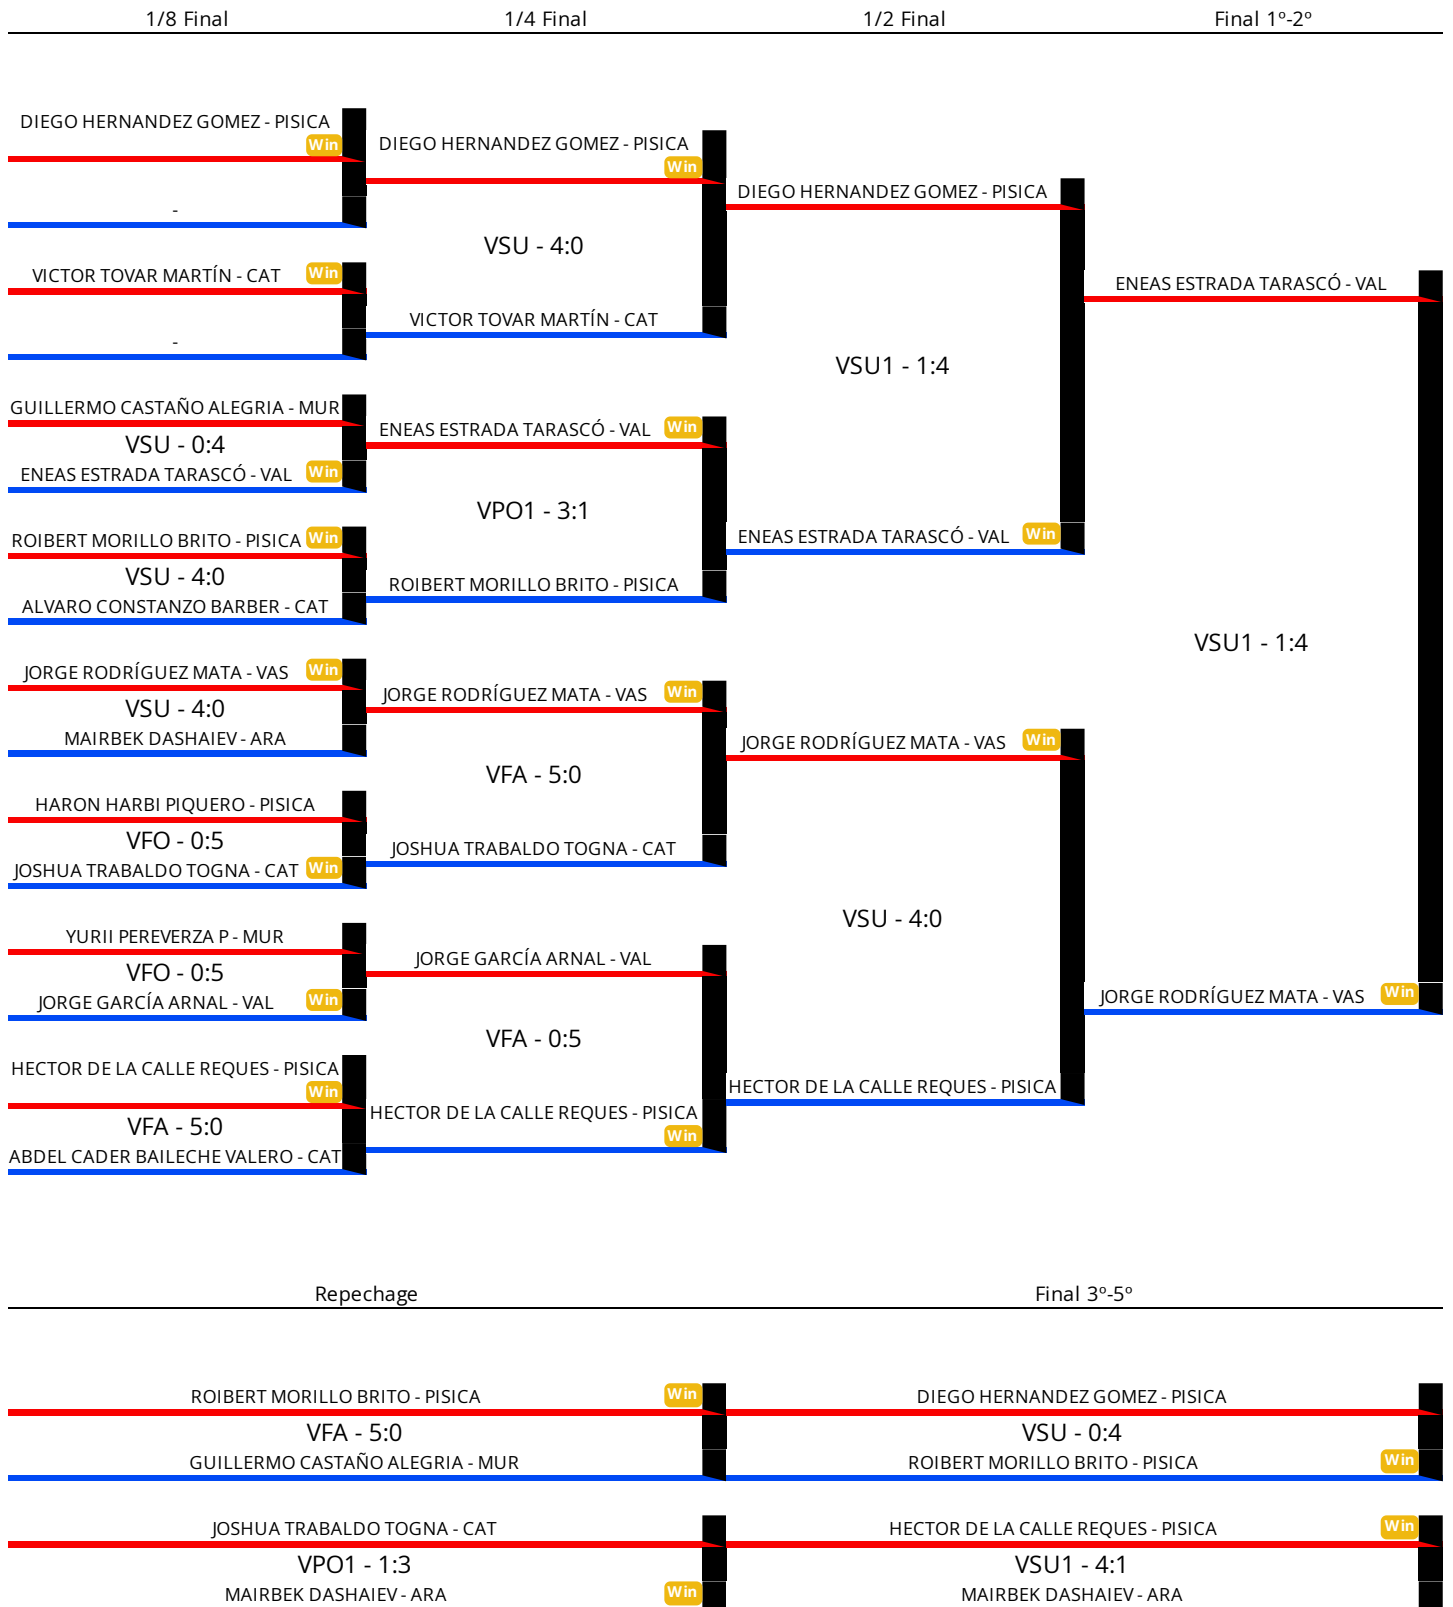 1/8 Final
1/4 Final
1/2 Final
Final 1º-2º
DIEGO HERNANDEZ GOMEZ - PISICA
Win
-
VICTOR TOVAR MARTÍN - CAT
Win
-
GUILLERMO CASTAÑO ALEGRIA - MUR
VSU - 0:4
ENEAS ESTRADA TARASCÓ - VAL
Win
ROIBERT MORILLO BRITO - PISICA
Win
VSU - 4:0
ALVARO CONSTANZO BARBER - CAT
JORGE RODRÍGUEZ MATA - VAS
Win
VSU - 4:0
MAIRBEK DASHAIEV - ARA
HARON HARBI PIQUERO - PISICA
VFO - 0:5
JOSHUA TRABALDO TOGNA - CAT
Win
YURII PEREVERZA P - MUR
VFO - 0:5
JORGE GARCÍA ARNAL - VAL
Win
HECTOR DE LA CALLE REQUES - PISICA
Win
VFA - 5:0
ABDEL CADER BAILECHE VALERO - CAT
DIEGO HERNANDEZ GOMEZ - PISICA
Win
VSU - 4:0
VICTOR TOVAR MARTÍN - CAT
ENEAS ESTRADA TARASCÓ - VAL
Win
VPO1 - 3:1
ROIBERT MORILLO BRITO - PISICA
JORGE RODRÍGUEZ MATA - VAS
Win
VFA - 5:0
JOSHUA TRABALDO TOGNA - CAT
JORGE GARCÍA ARNAL - VAL
VFA - 0:5
HECTOR DE LA CALLE REQUES - PISICA
Win
DIEGO HERNANDEZ GOMEZ - PISICA
VSU1 - 1:4
ENEAS ESTRADA TARASCÓ - VAL
Win
JORGE RODRÍGUEZ MATA - VAS
Win
VSU - 4:0
HECTOR DE LA CALLE REQUES - PISICA
ENEAS ESTRADA TARASCÓ - VAL
VSU1 - 1:4
JORGE RODRÍGUEZ MATA - VAS
Win
Repechage
Final 3º-5º
ROIBERT MORILLO BRITO - PISICA
Win
VFA - 5:0
GUILLERMO CASTAÑO ALEGRIA - MUR
JOSHUA TRABALDO TOGNA - CAT
VPO1 - 1:3
MAIRBEK DASHAIEV - ARA
Win
DIEGO HERNANDEZ GOMEZ - PISICA
VSU - 0:4
ROIBERT MORILLO BRITO - PISICA
Win
HECTOR DE LA CALLE REQUES - PISICA
Win
VSU1 - 4:1
MAIRBEK DASHAIEV - ARA